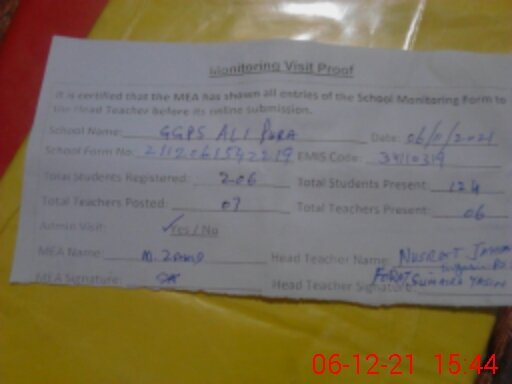 Monitoring Visit Proof
It is certified that the MEA has shown all entries of the School Monitoring Form to
the Head Teacher before its online submission.
School Name: GGPS ALI PURA Date: 06/ /2021
School Form No: EMIS Code: 34110319
Total Students Registered: 206 Total Students Present: 124
Total Teachers Posted: 07 Total Teachers Present: 06
Admin Visit: Yes / No
MEA Name: Head Teacher Name: NUSRAT
MEA Signature: Head Teacher Signature: SUMAIRA
06-12-21 15:44